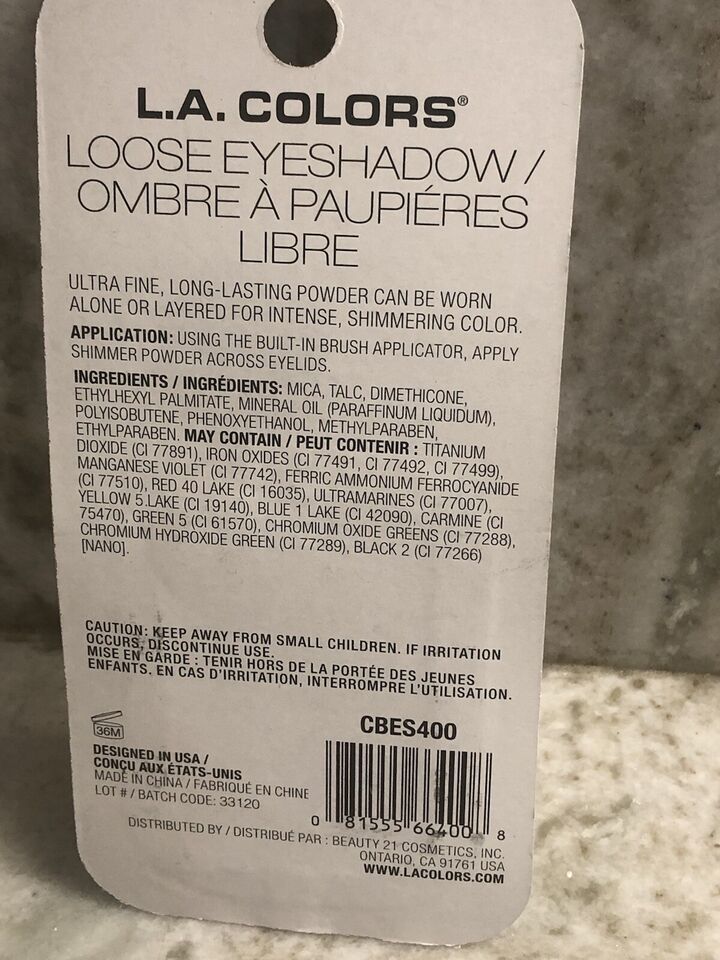 L.A. COLORS®
LOOSE EYESHADOW /
OMBRE À PAUPIÉRES
LIBRE
ULTRA FINE, LONG-LASTING POWDER CAN BE WORN
ALONE OR LAYERED FOR INTENSE, SHIMMERING COLOR.
APPLICATION: USING THE BUILT-IN BRUSH APPLICATOR, APPLY
SHIMMER POWDER ACROSS EYELIDS.
INGREDIENTS / INGRÉDIENTS: MICA, TALC, DIMETHICONE,
ETHYLHEXYL PALMITATE, MINERAL OIL (PARAFFINUM LIQUIDUM),
POLYISOBUTENE, PHENOXYETHANOL, METHYLPARABEN,
ETHYLPARABEN. MAY CONTAIN / PEUT CONTENIR : TITANIUM
DIOXIDE (CI 77891), IRON OXIDES (CI 77491, CI 77492, CI 77499),
MANGANESE VIOLET (CI 77742), FERRIC AMMONIUM FERROCYANIDE
(CI 77510), RED 40 LAKE (CI 16035), ULTRAMARINES (CI 77007),
YELLOW 5 LAKE (CI 19140), BLUE 1 LAKE (CI 42090), CARMINE (CI
75470), GREEN 5 (CI 61570), CHROMIUM OXIDE GREENS (CI 77288),
CHROMIUM HYDROXIDE GREEN (CI 77289), BLACK 2 (CI 77266)
[NANO].
CAUTION: KEEP AWAY FROM SMALL CHILDREN. IF IRRITATION
OCCURS, DISCONTINUE USE.
MISE EN GARDE : TENIR HORS DE LA PORTÉE DES JEUNES
ENFANTS. EN CAS D'IRRITATION, INTERROMPRE L'UTILISATION.
36M
CBES400
DESIGNED IN USA /
CONÇU AUX ÉTATS-UNIS
MADE IN CHINA / FABRIQUÉ EN CHINE
LOT # / BATCH CODE: 33120
0 81555 66400 8
DISTRIBUTED BY / DISTRIBUÉ PAR : BEAUTY 21 COSMETICS, INC.
ONTARIO, CA 91761 USA
WWW.LACOLORS.COM